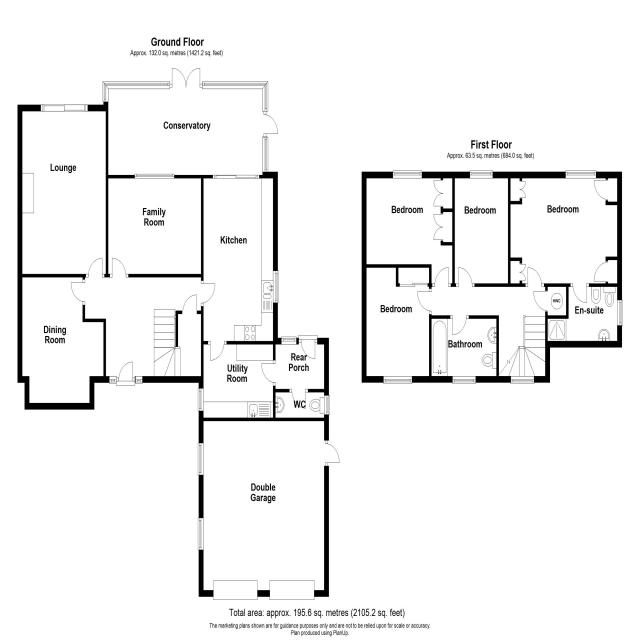 Ground Floor
Approx. 132.0 sq. metres (1421.2 sq. feet)
Conservatory
Lounge
Family
Room
Kitchen
Dining
Room
Utility
Room
Rear
Porch
WC
Double
Garage
First Floor
Approx. 63.5 sq. metres (684.0 sq. feet)
Bedroom
Bedroom
Bedroom
Bedroom
HWC
En-suite
Bathroom
Total area: approx. 195.6 sq. metres (2105.2 sq. feet)
The marketing plans shown are for guidance purposes only and are not to be relied upon for scale or accuracy.
Plan produced using PlanUp.